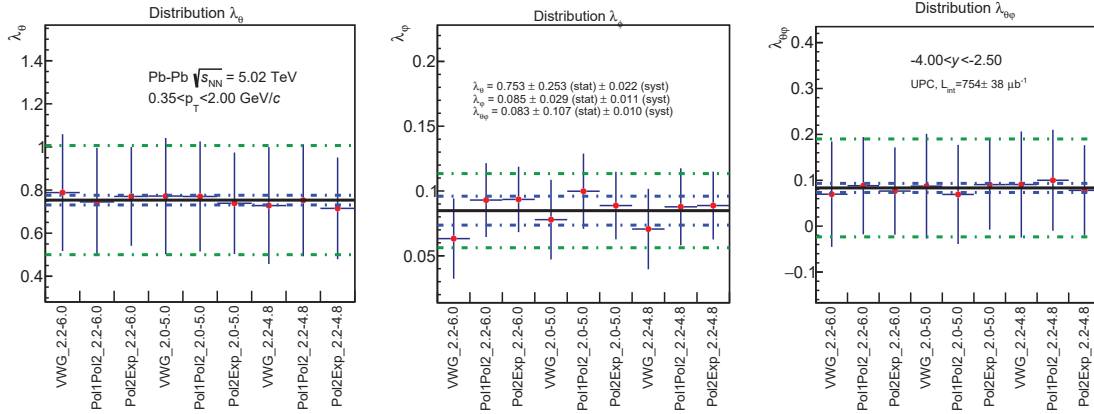 Distribution λθ
λθ
1.4
1.2
1
0.8
0.6
0.4
Pb-Pb √sNN = 5.02 TeV
0.35<pT<2.00 GeV/c
VWG_2.2-6.0
Pol1Pol2_2.2-6.0
Pol2Exp_2.2-6.0
VWG_2.0-5.0
Pol1Pol2_2.0-5.0
Pol2Exp_2.0-5.0
VWG_2.2-4.8
Pol1Pol2_2.2-4.8
Pol2Exp_2.2-4.8
Distribution λϕ
λφ
0.2
0.15
0.1
0.05
λθ = 0.753 ± 0.253 (stat) ± 0.022 (syst)
λφ = 0.085 ± 0.029 (stat) ± 0.011 (syst)
λθφ = 0.083 ± 0.107 (stat) ± 0.010 (syst)
VWG_2.2-6.0
Pol1Pol2_2.2-6.0
Pol2Exp_2.2-6.0
VWG_2.0-5.0
Pol1Pol2_2.0-5.0
Pol2Exp_2.0-5.0
VWG_2.2-4.8
Pol1Pol2_2.2-4.8
Pol2Exp_2.2-4.8
Distribution λθφ
λθφ
0.4
0.3
0.2
0.1
0
−0.1
-4.00<y<-2.50
UPC, Lint=754± 38 μb-1
VWG_2.2-6.0
Pol1Pol2_2.2-6.0
Pol2Exp_2.2-6.0
VWG_2.0-5.0
Pol1Pol2_2.0-5.0
Pol2Exp_2.0-5.0
VWG_2.2-4.8
Pol1Pol2_2.2-4.8
Pol2Exp_2.2-4.8